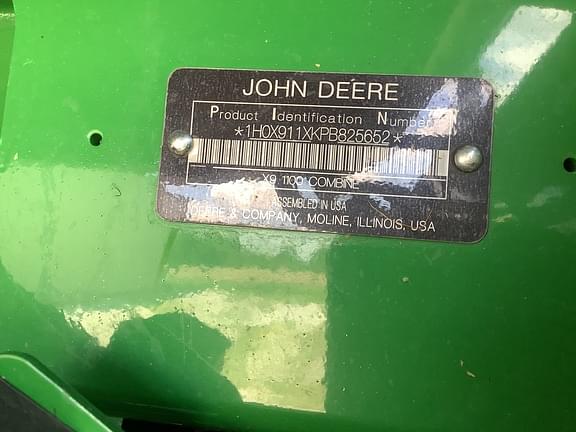 JOHN DEERE
Product Identification Number
*1H0X911XKPB825652*
X9 1100 COMBINE
ASSEMBLED IN USA
DEERE & COMPANY, MOLINE, ILLINOIS, USA